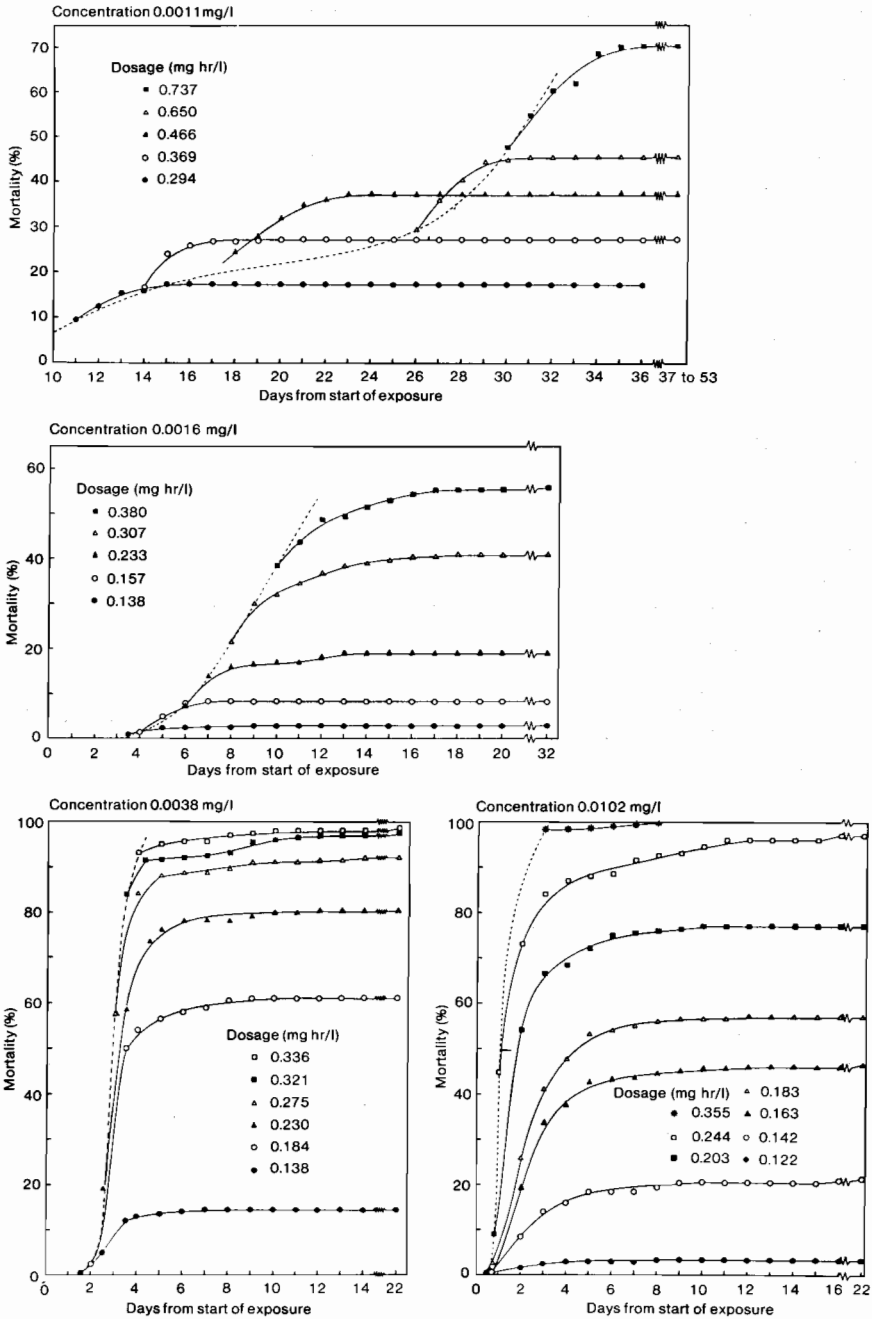 Concentration 0.0011 mg/l
70
60
50
40
30
20
10
0
Mortality (%)
Dosage (mg hr/l)
■ 0.737
△ 0.650
▲ 0.466
○ 0.369
● 0.294
10 12 14 16 18 20 22 24 26 28 30 32 34 36 37 to 53
Days from start of exposure
Concentration 0.0016 mg/l
60
40
20
0
Mortality (%)
Dosage (mg hr/l)
■ 0.380
△ 0.307
▲ 0.233
○ 0.157
● 0.138
0 2 4 6 8 10 12 14 16 18 20 32
Days from start of exposure
Concentration 0.0038 mg/l
100
80
60
40
20
0
Mortality (%)
Dosage (mg hr/l)
□ 0.336
■ 0.321
△ 0.275
▲ 0.230
○ 0.184
● 0.138
0 2 4 6 8 10 12 14 22
Days from start of exposure
Concentration 0.0102 mg/l
100
80
60
40
20
0
Mortality (%)
Dosage (mg hr/l)
0.355
□ 0.244
■ 0.203
△ 0.183
▲ 0.163
○ 0.142
● 0.122
0 2 4 6 8 10 12 14 16 22
Days from start of exposure